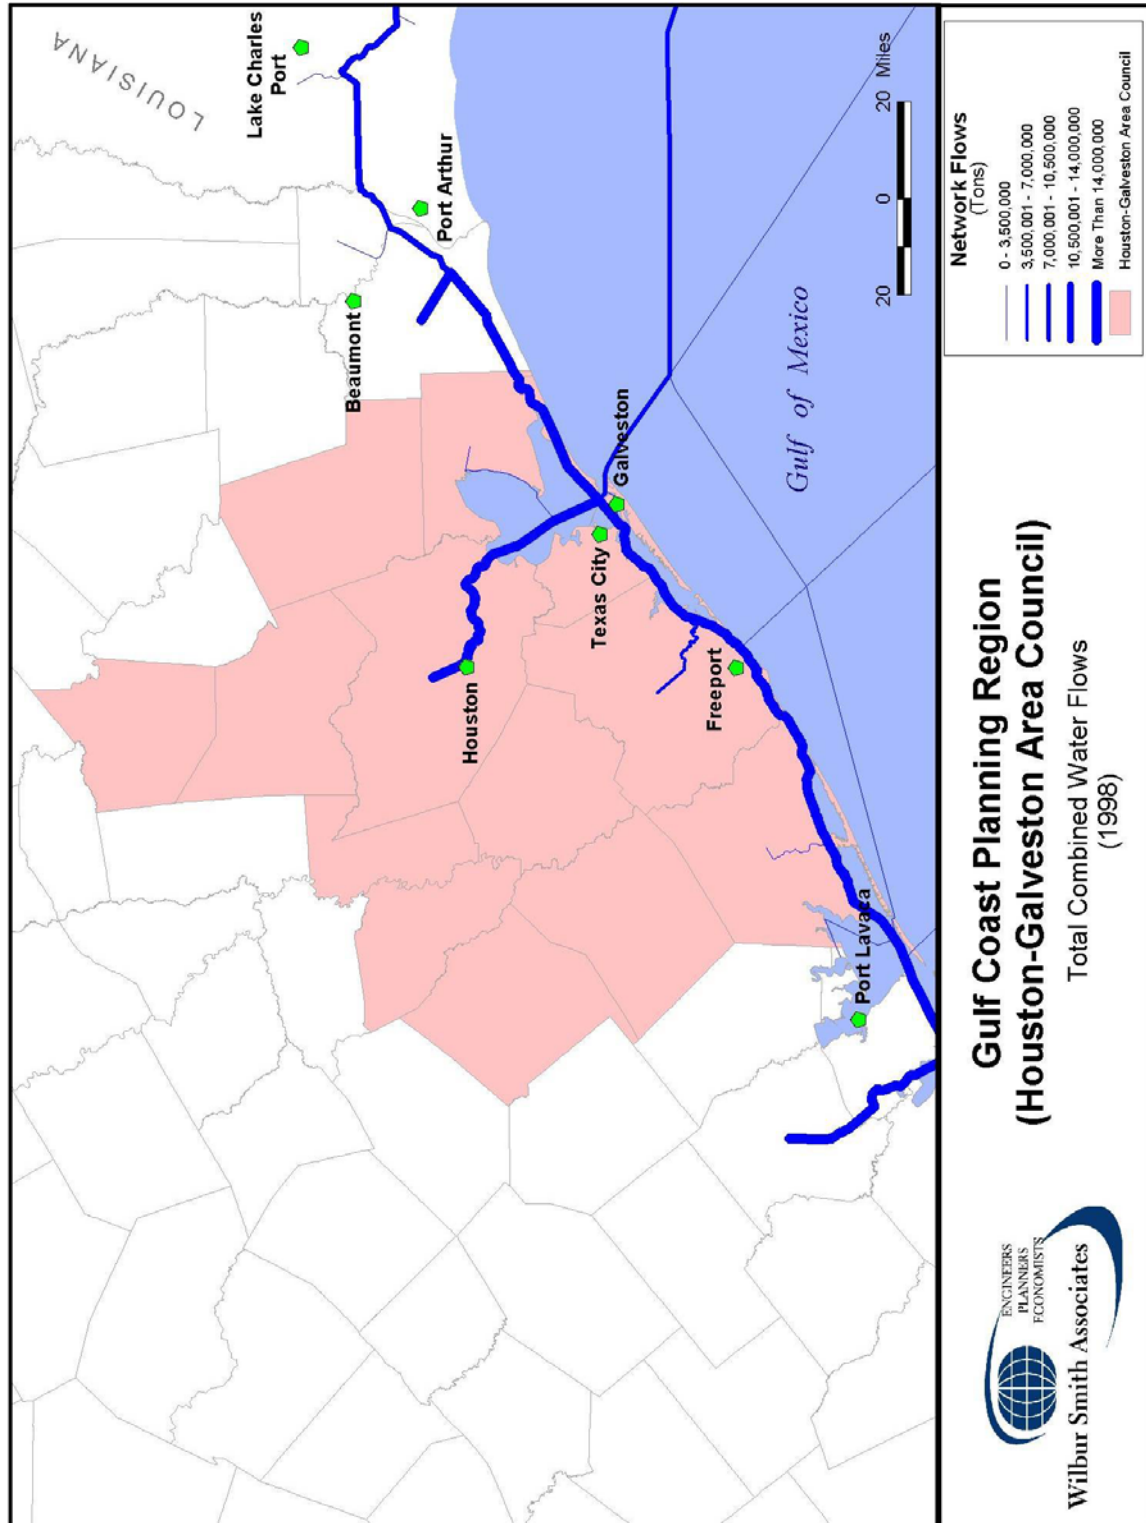 LOUISIANA
Lake Charles
Port
Port Arthur
Beaumont
Galveston
Texas City
Houston
Freeport
Port Lavaca
Gulf of Mexico
20 0 20 Miles
Wilbur Smith Associates
ENGINEERS
PLANNERS
ECONOMISTS
Gulf Coast Planning Region
(Houston-Galveston Area Council)
Total Combined Water Flows
(1998)
Network Flows
(Tons)
0 - 3,500,000
3,500,001 - 7,000,000
7,000,001 - 10,500,000
10,500,001 - 14,000,000
More Than 14,000,000
Houston-Galveston Area Council